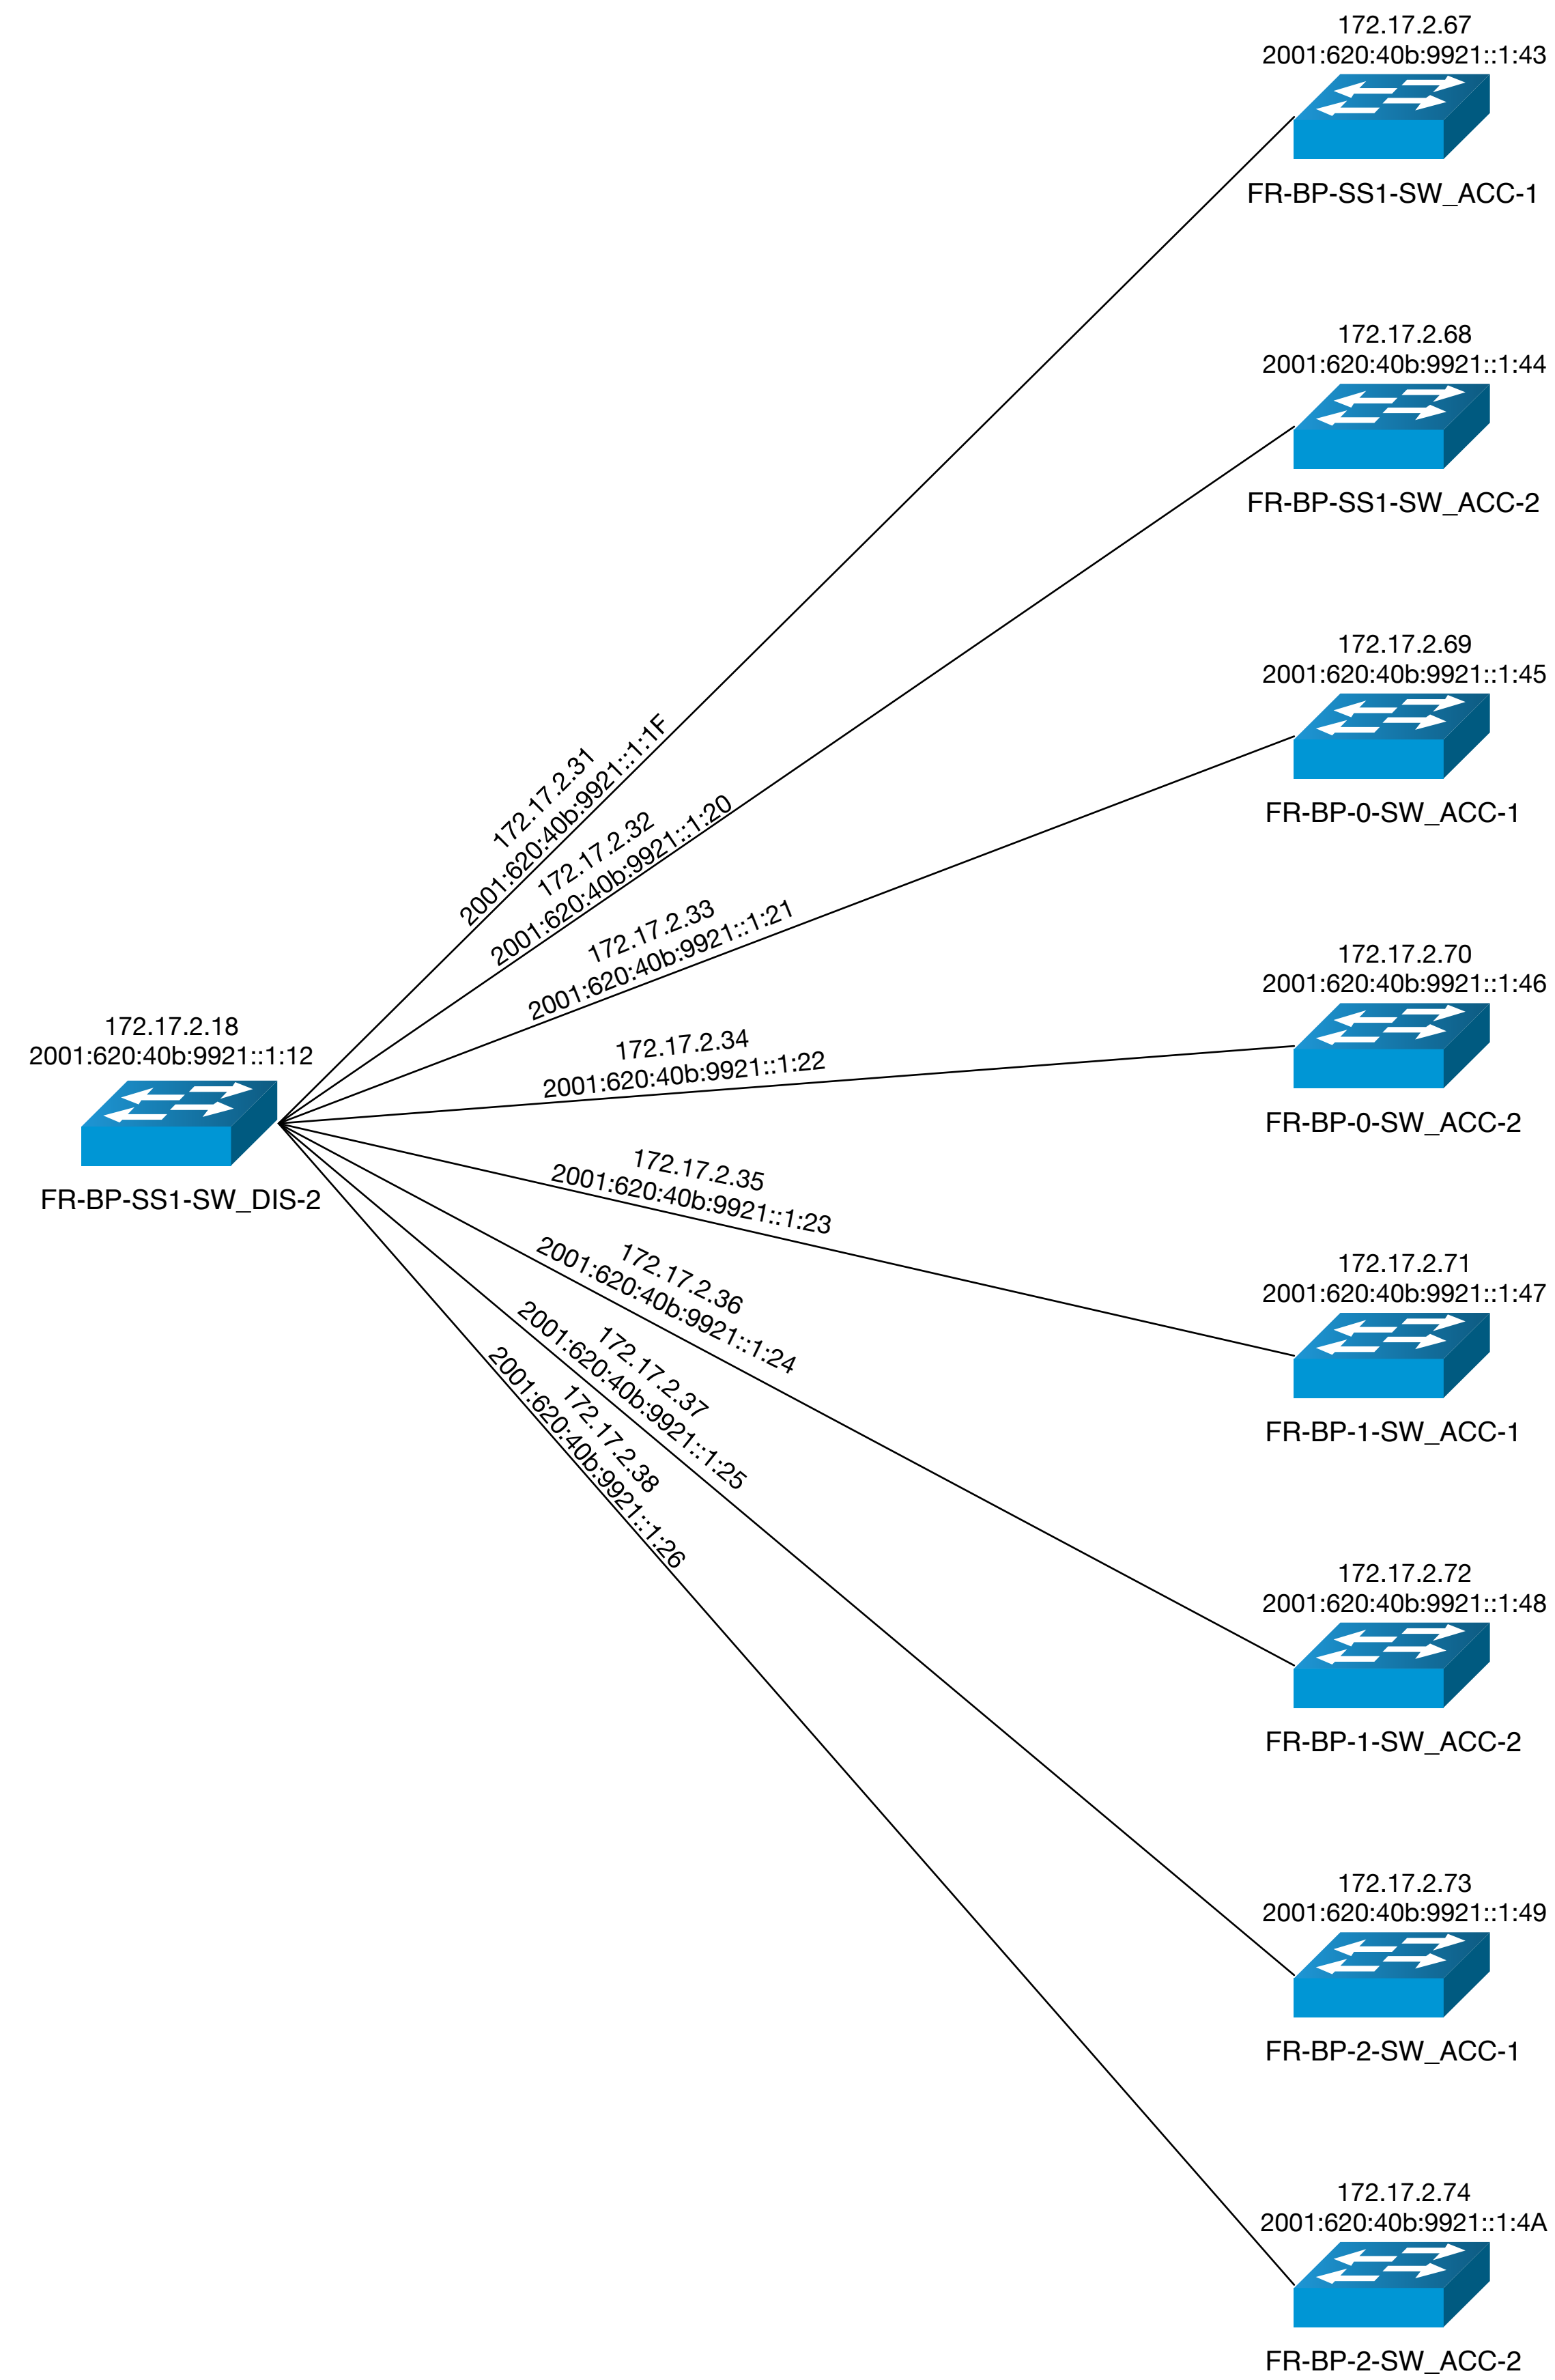 172.17.2.67
2001:620:40b:9921::1:43
FR-BP-SS1-SW_ACC-1
172.17.2.68
2001:620:40b:9921::1:44
FR-BP-SS1-SW_ACC-2
172.17.2.69
2001:620:40b:9921::1:45
FR-BP-0-SW_ACC-1
172.17.2.70
2001:620:40b:9921::1:46
FR-BP-0-SW_ACC-2
172.17.2.71
2001:620:40b:9921::1:47
FR-BP-1-SW_ACC-1
172.17.2.72
2001:620:40b:9921::1:48
FR-BP-1-SW_ACC-2
172.17.2.73
2001:620:40b:9921::1:49
FR-BP-2-SW_ACC-1
172.17.2.74
2001:620:40b:9921::1:4A
FR-BP-2-SW_ACC-2
172.17.2.31
2001:620:40b:9921::1:1F
172.17.2.32
2001:620:40b:9921::1:20
172.17.2.33
2001:620:40b:9921::1:21
172.17.2.34
2001:620:40b:9921::1:22
172.17.2.35
2001:620:40b:9921::1:23
172.17.2.36
2001:620:40b:9921::1:24
172.17.2.37
2001:620:40b:9921::1:25
172.17.2.38
2001:620:40b:9921::1:26
172.17.2.18
2001:620:40b:9921::1:12
FR-BP-SS1-SW_DIS-2